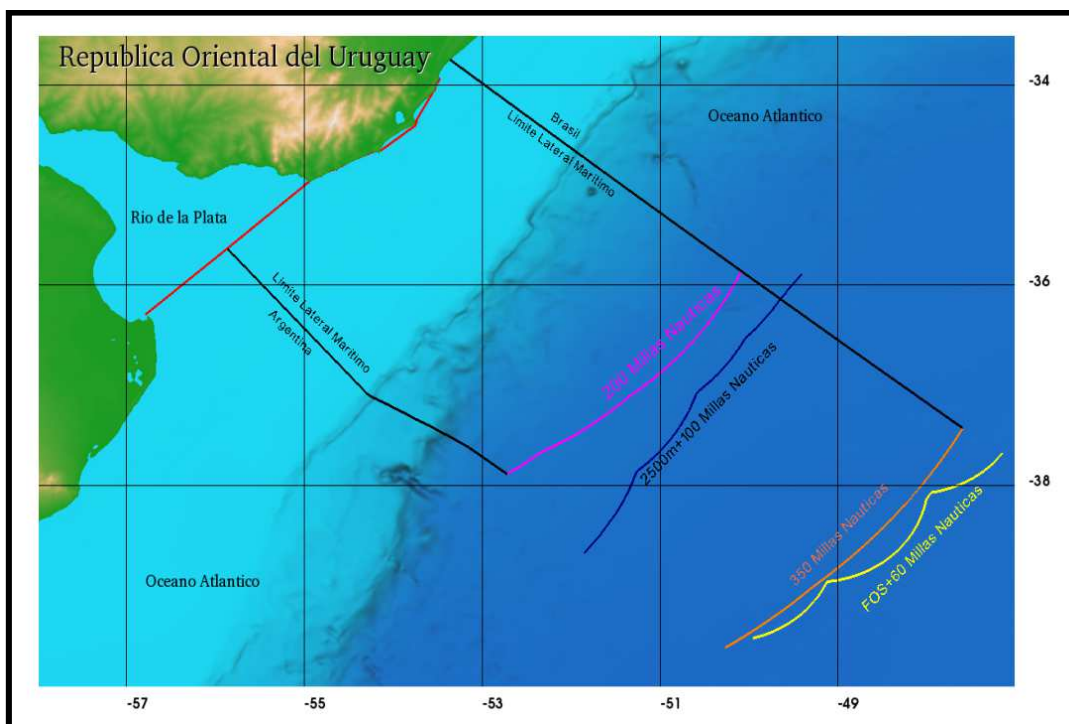 Republica Oriental del Uruguay
-34
Oceano Atlantico
Brasil
Limite Lateral Maritimo
Rio de la Plata
Limite Lateral Maritimo
Argentina
-36
200 Millas Nauticas
2500m+100 Millas Nauticas
-38
350 Millas Nauticas
FOS+60 Millas Nauticas
Oceano Atlantico
-57
-55
-53
-51
-49